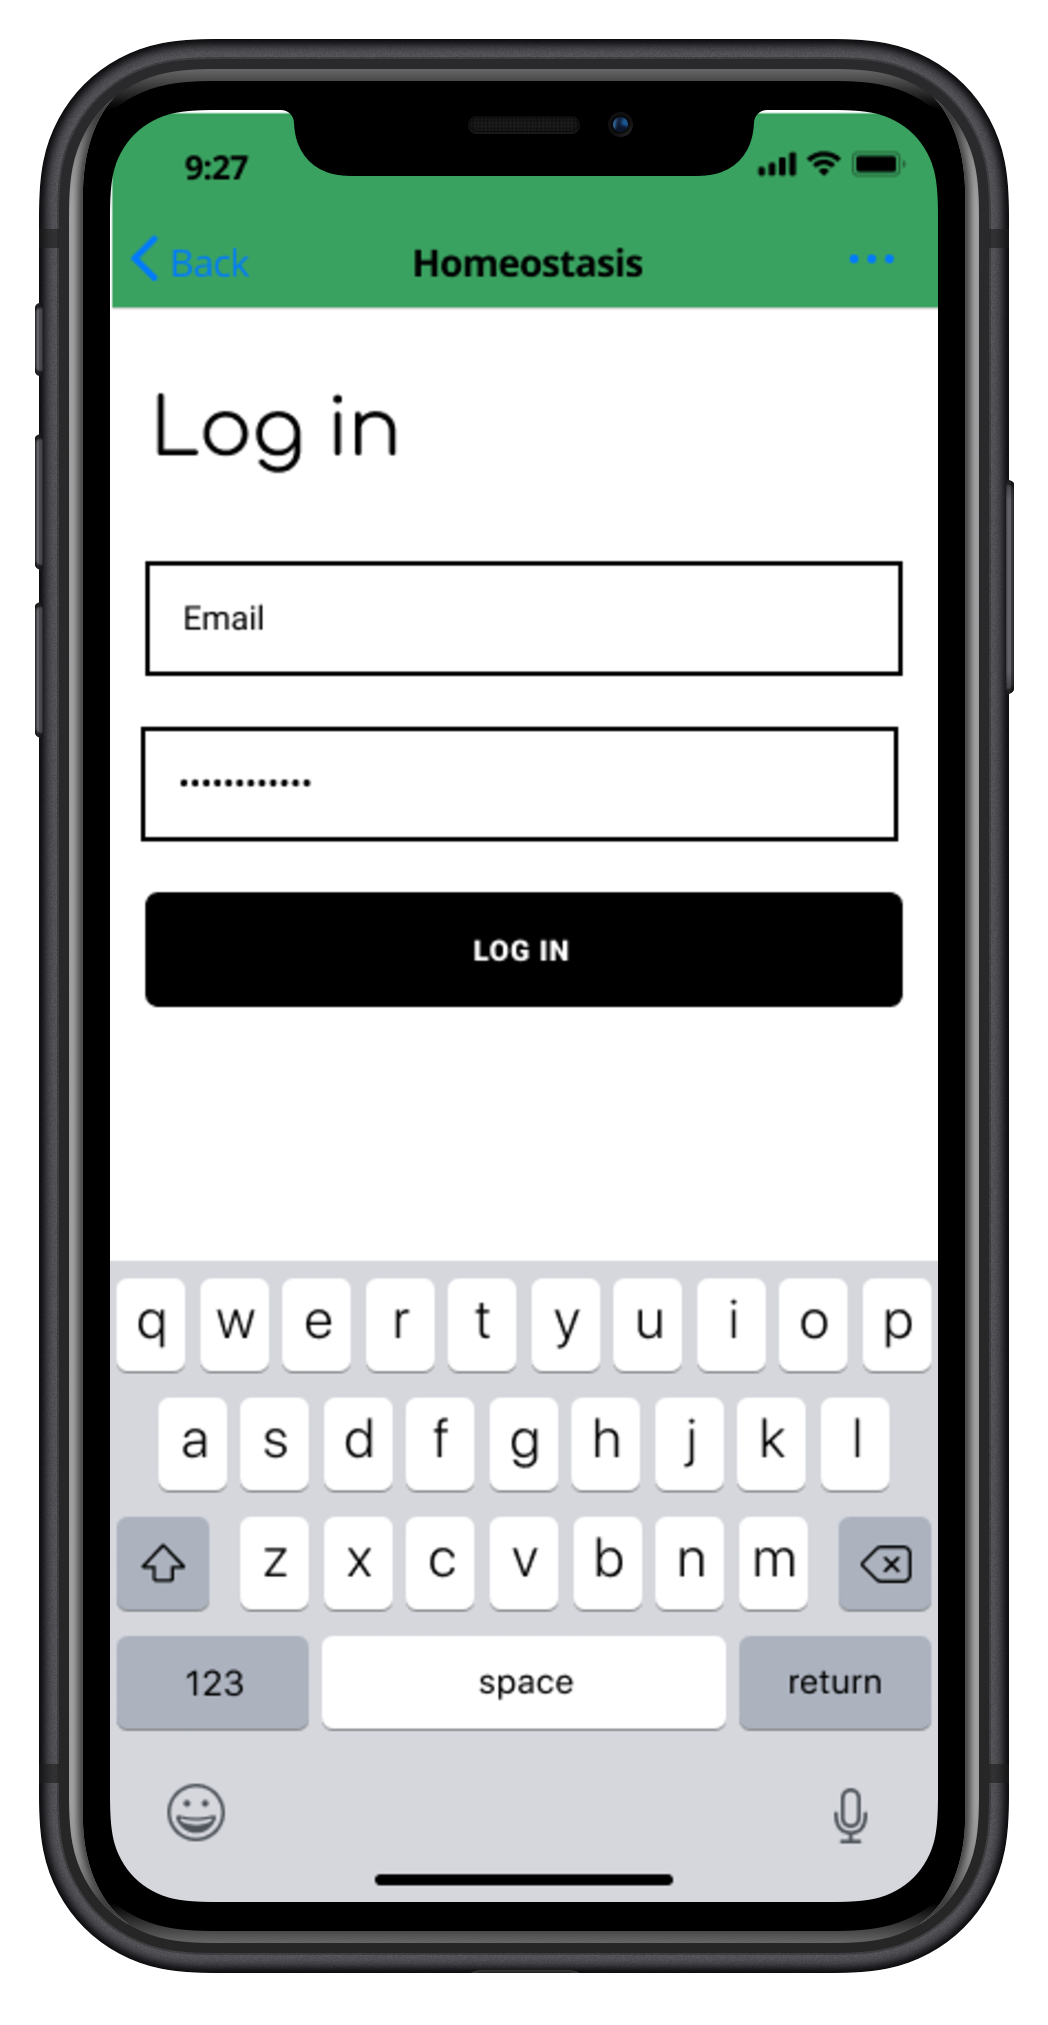 9:27
Back Homeostasis
Log in
Email
••••••••••••
LOG IN
q w e r t y u i o p
a s d f g h j k l
z x c v b n m
123 space return